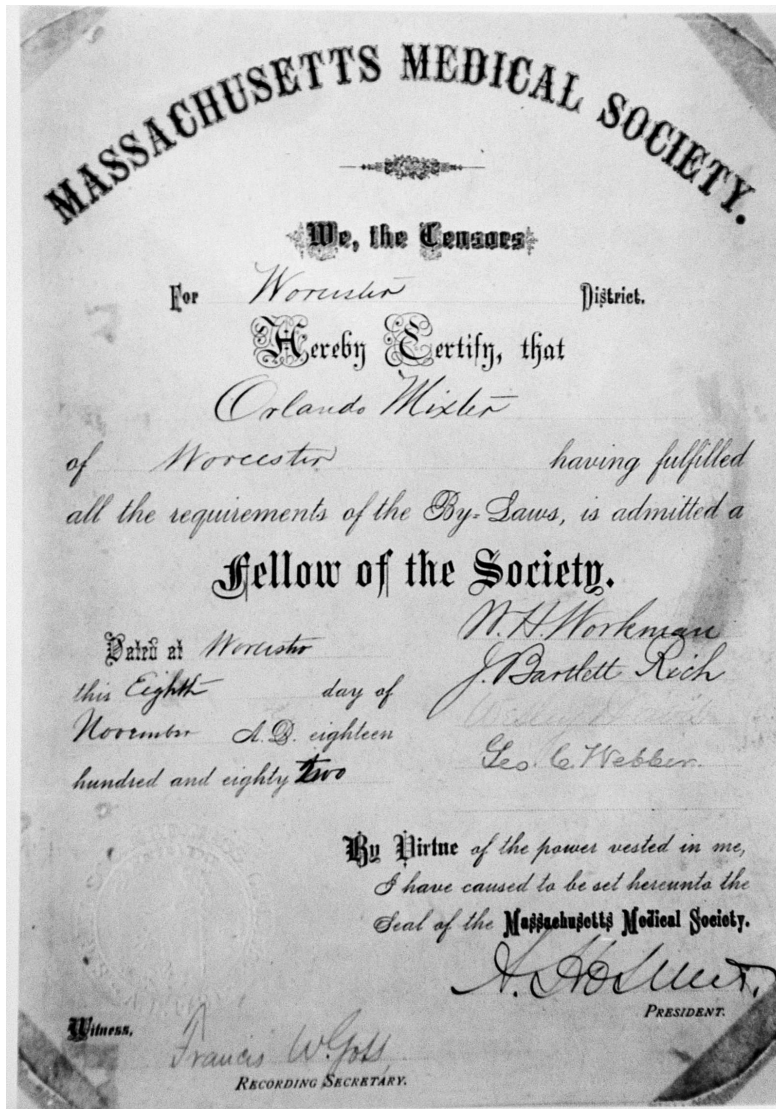 MASSACHUSETTS MEDICAL SOCIETY.
We, the Censors
For Worcester District.
Hereby Certify, that
Orlando Mixter
of Worcester having fulfilled
all the requirements of the By-Laws, is admitted a
Fellow of the Society.
W. H. Workman
J. Bartlett Rich
Geo. C. Webber.
Dated at Worcester
this Eighth day of
November A.D. eighteen
hundred and eighty Two
By Virtue of the power vested in me,
I have caused to be set hereunto the
Seal of the Massachusetts Medical Society.
PRESIDENT.
Witness,
Francis W. Goss
RECORDING SECRETARY.